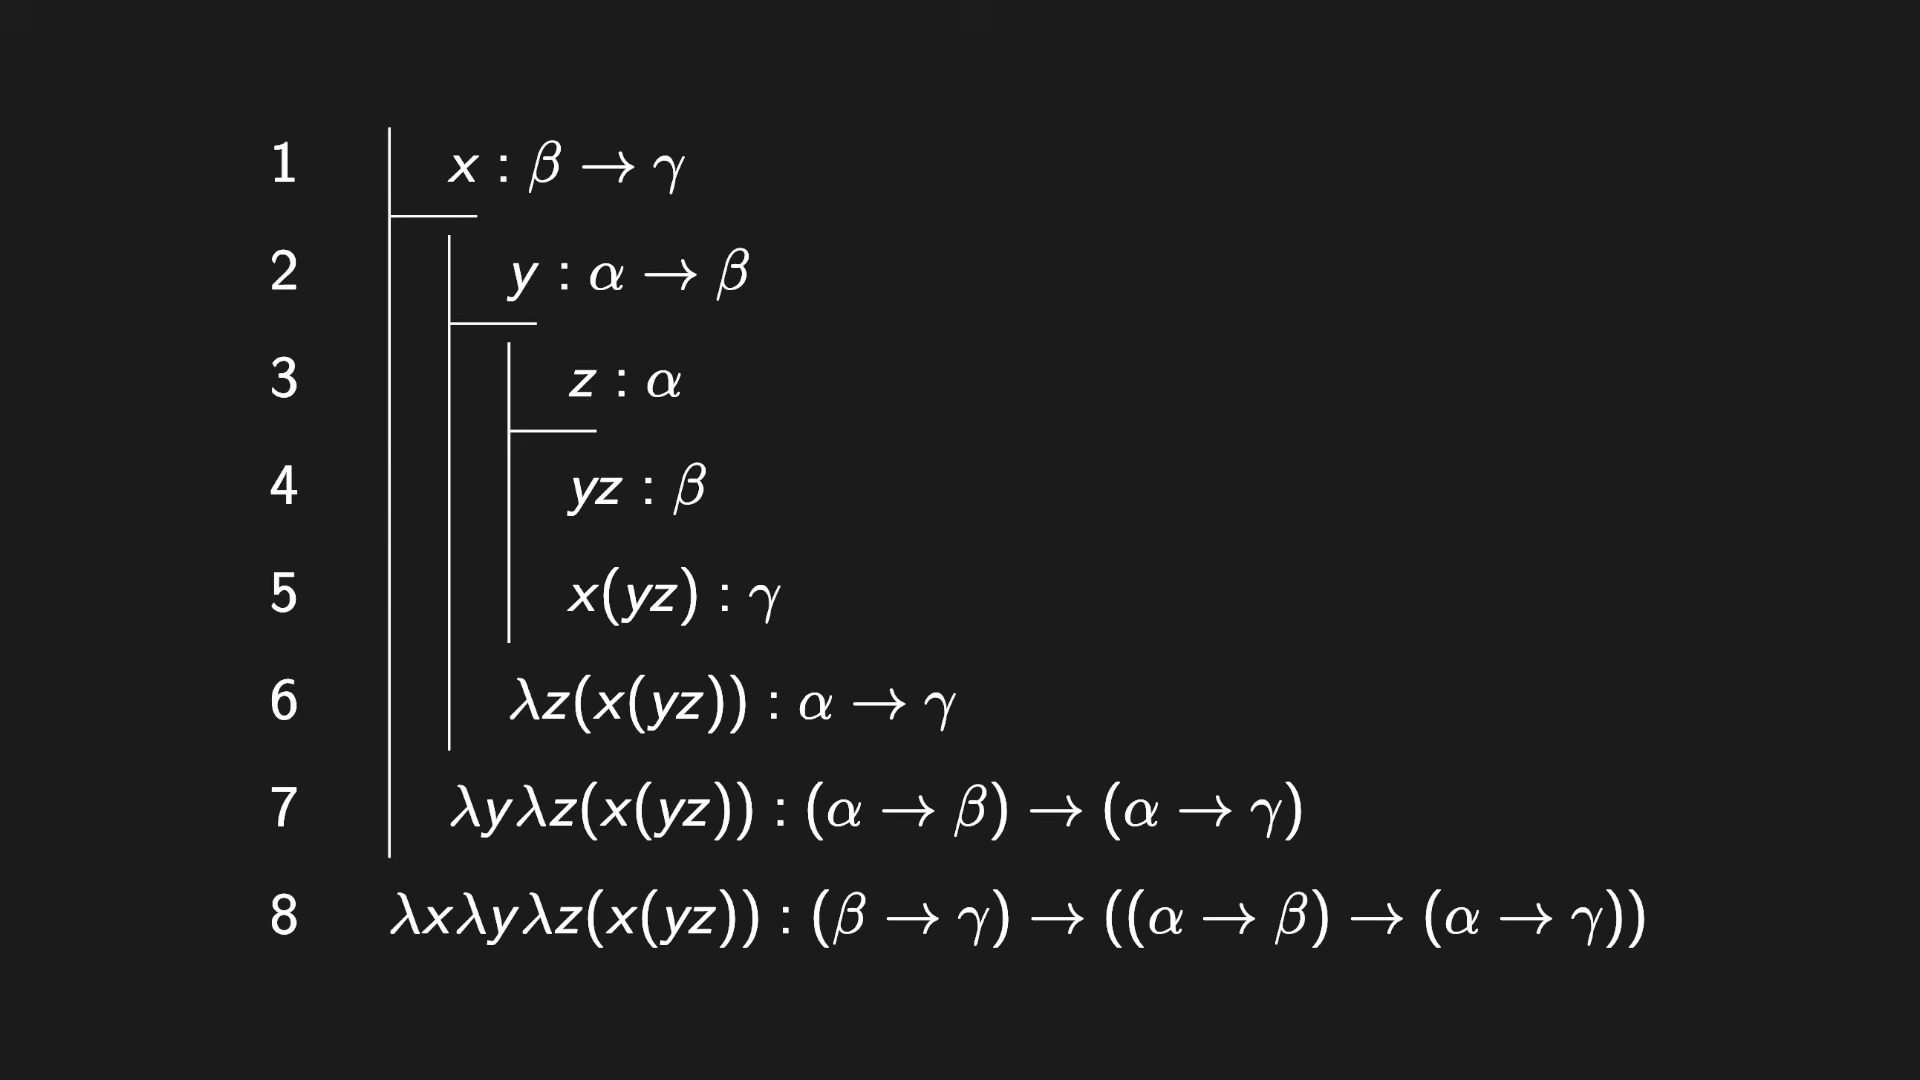 1 x : β → γ
2 y : α → β
3 z : α
4 yz : β
5 x(yz) : γ
6 λz(x(yz)) : α → γ
7 λyλz(x(yz)) : (α → β) → (α → γ)
8 λxλyλz(x(yz)) : (β → γ) → ((α → β) → (α → γ))